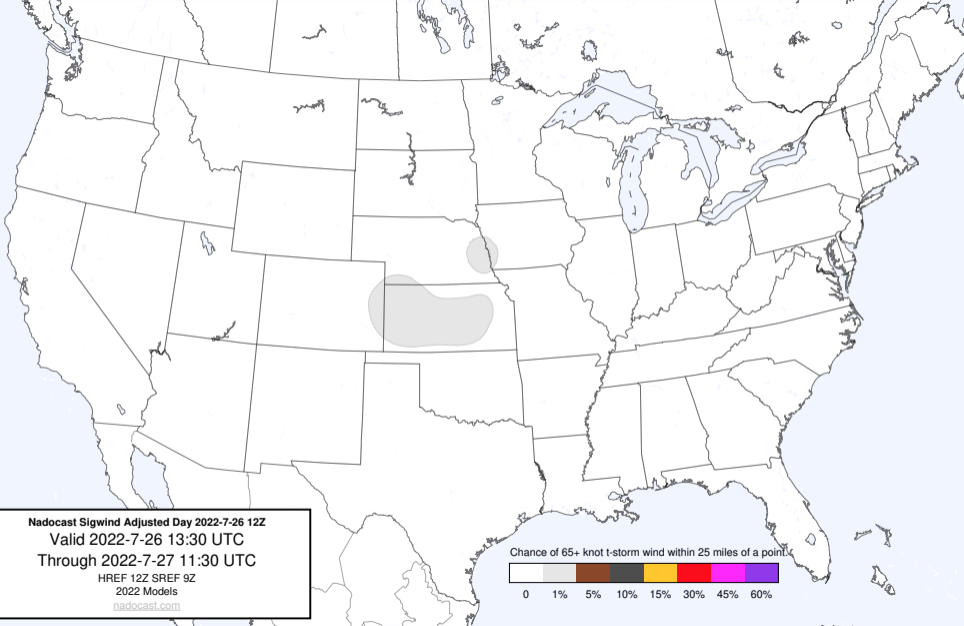 Nadocast Sigwind Adjusted Day 2022-7-26 12Z
Valid 2022-7-26 13:30 UTC
Through 2022-7-27 11:30 UTC
HREF 12Z SREF 9Z
2022 Models
nadocast.com
Chance of 65+ knot t-storm wind within 25 miles of a point.
0 1% 5% 10% 15% 30% 45% 60%